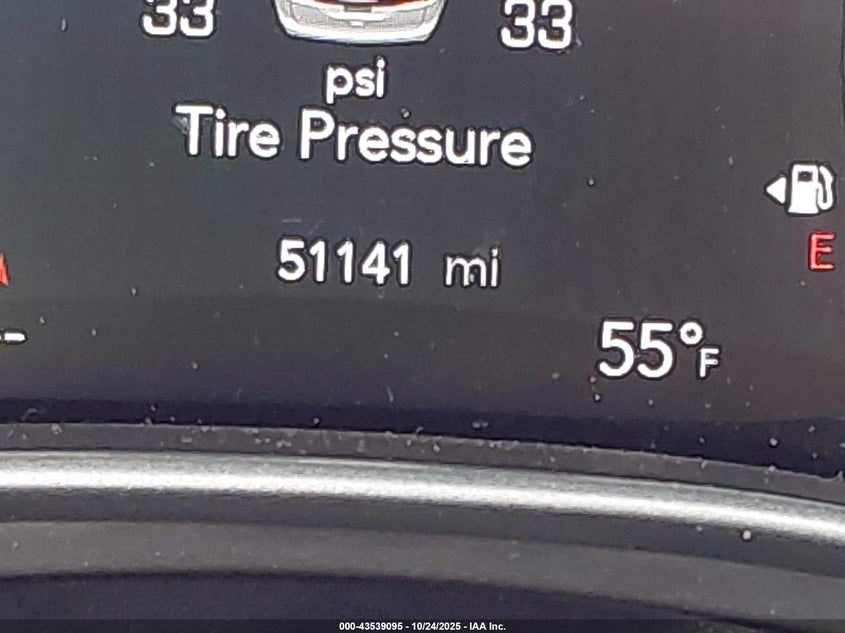 33 33
psi
Tire Pressure
51141 mi
E
55°F
000-43539095 - 10/24/2025 - IAA Inc.